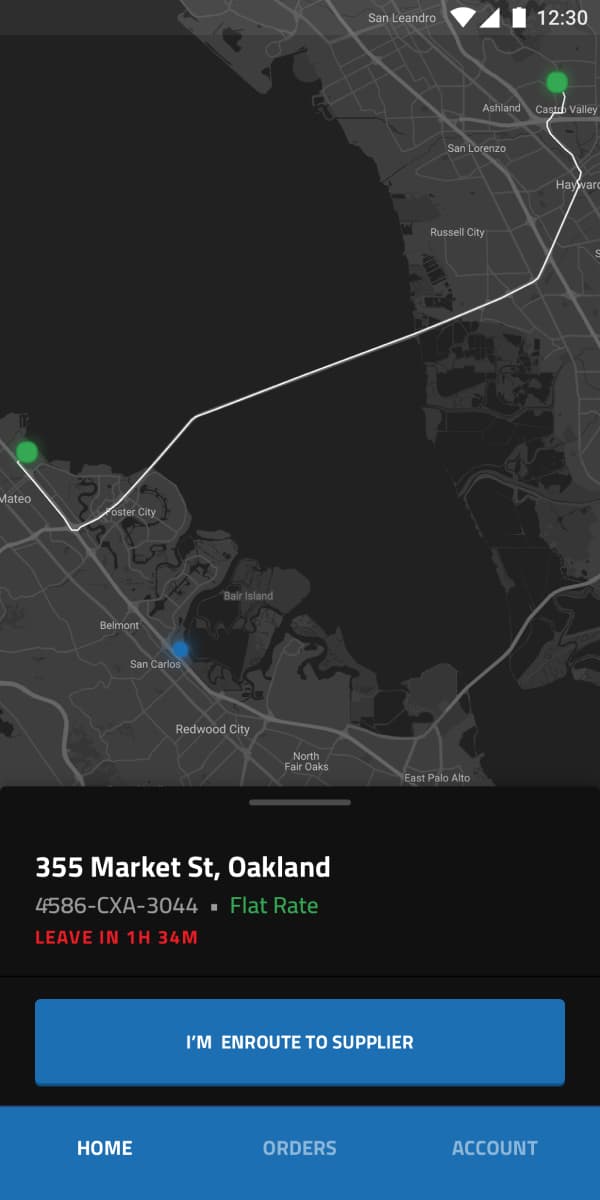 San Leandro
12:30
Ashland
Castro Valley
San Lorenzo
Hayward
Russell City
Mateo
Foster City
Bair Island
Belmont
San Carlos
Redwood City
North
Fair Oaks
East Palo Alto
355 Market St, Oakland
4586-CXA-3044 ▪ Flat Rate
LEAVE IN 1H 34M
I'M ENROUTE TO SUPPLIER
HOME ORDERS ACCOUNT